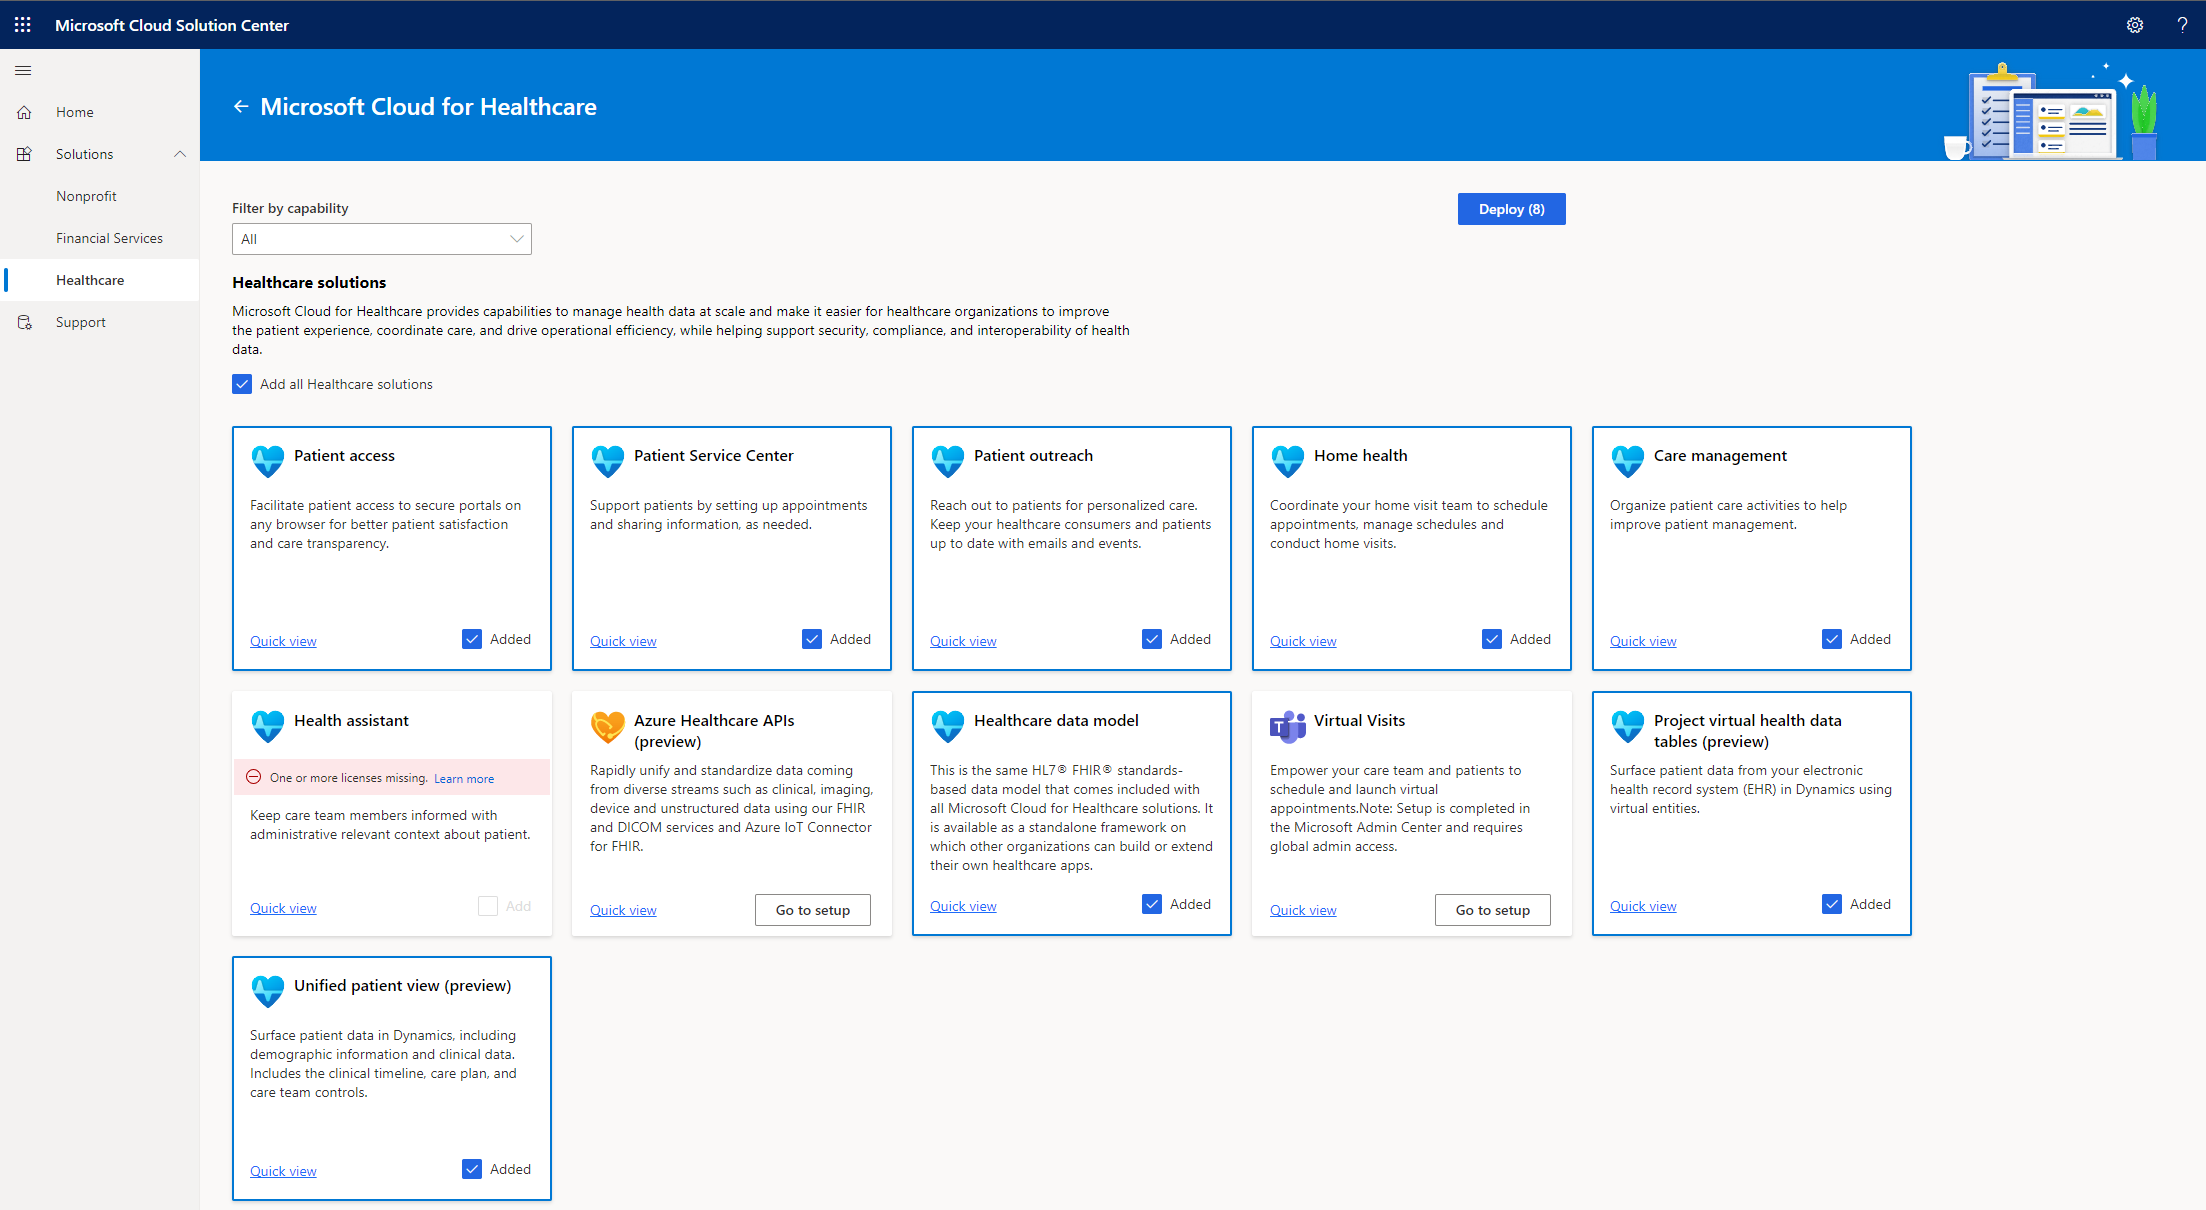 Microsoft Cloud Solution Center
?
Home
Solutions
Nonprofit
Financial Services
Healthcare
Support
Microsoft Cloud for Healthcare
Filter by capability
All
Deploy (8)
Healthcare solutions
Microsoft Cloud for Healthcare provides capabilities to manage health data at scale and make it easier for healthcare organizations to improve
the patient experience, coordinate care, and drive operational efficiency, while helping support security, compliance, and interoperability of health
data.
Add all Healthcare solutions
Patient access
Facilitate patient access to secure portals on
any browser for better patient satisfaction
and care transparency.
Quick view
Added
Patient Service Center
Support patients by setting up appointments
and sharing information, as needed.
Quick view
Added
Patient outreach
Reach out to patients for personalized care.
Keep your healthcare consumers and patients
up to date with emails and events.
Quick view
Added
Home health
Coordinate your home visit team to schedule
appointments, manage schedules and
conduct home visits.
Quick view
Added
Care management
Organize patient care activities to help
improve patient management.
Quick view
Added
Health assistant
One or more licenses missing. Learn more
Keep care team members informed with
administrative relevant context about patient.
Quick view
Add
Azure Healthcare APIs
(preview)
Rapidly unify and standardize data coming
from diverse streams such as clinical, imaging,
device and unstructured data using our FHIR
and DICOM services and Azure IoT Connector
for FHIR.
Quick view
Go to setup
Healthcare data model
This is the same HL7® FHIR® standards-
based data model that comes included with
all Microsoft Cloud for Healthcare solutions. It
is available as a standalone framework on
which other organizations can build or extend
their own healthcare apps.
Quick view
Added
T
Virtual Visits
Empower your care team and patients to
schedule and launch virtual
appointments.Note: Setup is completed in
the Microsoft Admin Center and requires
global admin access.
Quick view
Go to setup
Project virtual health data
tables (preview)
Surface patient data from your electronic
health record system (EHR) in Dynamics using
virtual entities.
Quick view
Added
Unified patient view (preview)
Surface patient data in Dynamics, including
demographic information and clinical data.
Includes the clinical timeline, care plan, and
care team controls.
Quick view
Added